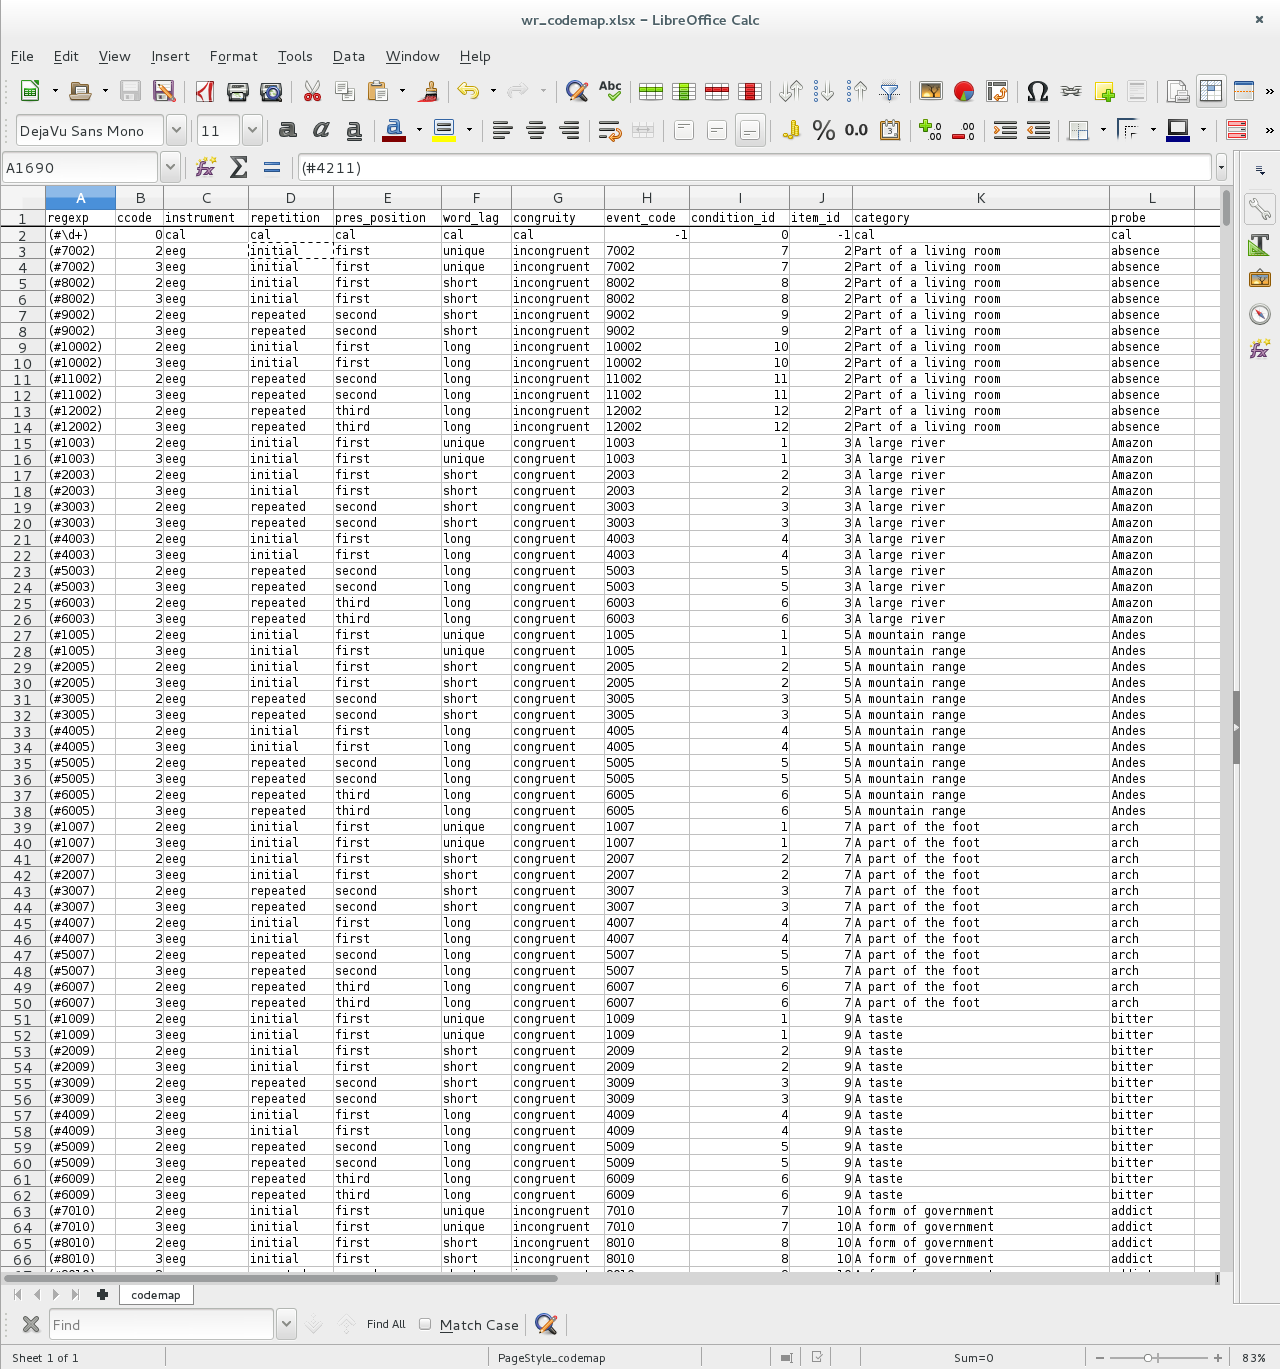 wr_codemap.xlsx – LibreOffice Calc
File Edit View Insert Format Tools Data Window Help
DejaVu Sans Mono 11
A1690 (#4211)
A B C D E F G H I J K L
1 regexp ccode instrument repetition pres_position word_lag congruity event_code condition_id item_id category probe
2 (#\d+) 0 cal cal cal cal cal -1 0 -1 cal cal
3 (#7002) 2 eeg initial first unique incongruent 7002 7 2 Part of a living room absence
4 (#7002) 3 eeg initial first unique incongruent 7002 7 2 Part of a living room absence
5 (#8002) 2 eeg initial first short incongruent 8002 8 2 Part of a living room absence
6 (#8002) 3 eeg initial first short incongruent 8002 8 2 Part of a living room absence
7 (#9002) 2 eeg repeated second short incongruent 9002 9 2 Part of a living room absence
8 (#9002) 3 eeg repeated second short incongruent 9002 9 2 Part of a living room absence
9 (#10002) 2 eeg initial first long incongruent 10002 10 2 Part of a living room absence
10 (#10002) 3 eeg initial first long incongruent 10002 10 2 Part of a living room absence
11 (#11002) 2 eeg repeated second long incongruent 11002 11 2 Part of a living room absence
12 (#11002) 3 eeg repeated second long incongruent 11002 11 2 Part of a living room absence
13 (#12002) 2 eeg repeated third long incongruent 12002 12 2 Part of a living room absence
14 (#12002) 3 eeg repeated third long incongruent 12002 12 2 Part of a living room absence
15 (#1003) 2 eeg initial first unique congruent 1003 1 3 A large river Amazon
16 (#1003) 3 eeg initial first unique congruent 1003 1 3 A large river Amazon
17 (#2003) 2 eeg initial first short congruent 2003 2 3 A large river Amazon
18 (#2003) 3 eeg initial first short congruent 2003 2 3 A large river Amazon
19 (#3003) 2 eeg repeated second short congruent 3003 3 3 A large river Amazon
20 (#3003) 3 eeg repeated second short congruent 3003 3 3 A large river Amazon
21 (#4003) 2 eeg initial first long congruent 4003 4 3 A large river Amazon
22 (#4003) 3 eeg initial first long congruent 4003 4 3 A large river Amazon
23 (#5003) 2 eeg repeated second long congruent 5003 5 3 A large river Amazon
24 (#5003) 3 eeg repeated second long congruent 5003 5 3 A large river Amazon
25 (#6003) 2 eeg repeated third long congruent 6003 6 3 A large river Amazon
26 (#6003) 3 eeg repeated third long congruent 6003 6 3 A large river Amazon
27 (#1005) 2 eeg initial first unique congruent 1005 1 5 A mountain range Andes
28 (#1005) 3 eeg initial first unique congruent 1005 1 5 A mountain range Andes
29 (#2005) 2 eeg initial first short congruent 2005 2 5 A mountain range Andes
30 (#2005) 3 eeg initial first short congruent 2005 2 5 A mountain range Andes
31 (#3005) 2 eeg repeated second short congruent 3005 3 5 A mountain range Andes
32 (#3005) 3 eeg repeated second short congruent 3005 3 5 A mountain range Andes
33 (#4005) 2 eeg initial first long congruent 4005 4 5 A mountain range Andes
34 (#4005) 3 eeg initial first long congruent 4005 4 5 A mountain range Andes
35 (#5005) 2 eeg repeated second long congruent 5005 5 5 A mountain range Andes
36 (#5005) 3 eeg repeated second long congruent 5005 5 5 A mountain range Andes
37 (#6005) 2 eeg repeated third long congruent 6005 6 5 A mountain range Andes
38 (#6005) 3 eeg repeated third long congruent 6005 6 5 A mountain range Andes
39 (#1007) 2 eeg initial first unique congruent 1007 1 7 A part of the foot arch
40 (#1007) 3 eeg initial first unique congruent 1007 1 7 A part of the foot arch
41 (#2007) 2 eeg initial first short congruent 2007 2 7 A part of the foot arch
42 (#2007) 3 eeg initial first short congruent 2007 2 7 A part of the foot arch
43 (#3007) 2 eeg repeated second short congruent 3007 3 7 A part of the foot arch
44 (#3007) 3 eeg repeated second short congruent 3007 3 7 A part of the foot arch
45 (#4007) 2 eeg initial first long congruent 4007 4 7 A part of the foot arch
46 (#4007) 3 eeg initial first long congruent 4007 4 7 A part of the foot arch
47 (#5007) 2 eeg repeated second long congruent 5007 5 7 A part of the foot arch
48 (#5007) 3 eeg repeated second long congruent 5007 5 7 A part of the foot arch
49 (#6007) 2 eeg repeated third long congruent 6007 6 7 A part of the foot arch
50 (#6007) 3 eeg repeated third long congruent 6007 6 7 A part of the foot arch
51 (#1009) 2 eeg initial first unique congruent 1009 1 9 A taste bitter
52 (#1009) 3 eeg initial first unique congruent 1009 1 9 A taste bitter
53 (#2009) 2 eeg initial first short congruent 2009 2 9 A taste bitter
54 (#2009) 3 eeg initial first short congruent 2009 2 9 A taste bitter
55 (#3009) 2 eeg repeated second short congruent 3009 3 9 A taste bitter
56 (#3009) 3 eeg repeated second short congruent 3009 3 9 A taste bitter
57 (#4009) 2 eeg initial first long congruent 4009 4 9 A taste bitter
58 (#4009) 3 eeg initial first long congruent 4009 4 9 A taste bitter
59 (#5009) 2 eeg repeated second long congruent 5009 5 9 A taste bitter
60 (#5009) 3 eeg repeated second long congruent 5009 5 9 A taste bitter
61 (#6009) 2 eeg repeated third long congruent 6009 6 9 A taste bitter
62 (#6009) 3 eeg repeated third long congruent 6009 6 9 A taste bitter
63 (#7010) 2 eeg initial first unique incongruent 7010 7 10 A form of government addict
64 (#7010) 3 eeg initial first unique incongruent 7010 7 10 A form of government addict
65 (#8010) 2 eeg initial first short incongruent 8010 8 10 A form of government addict
66 (#8010) 3 eeg initial first short incongruent 8010 8 10 A form of government addict
codemap
Find Find All Match Case
Sheet 1 of 1 PageStyle_codemap Sum=0 83%